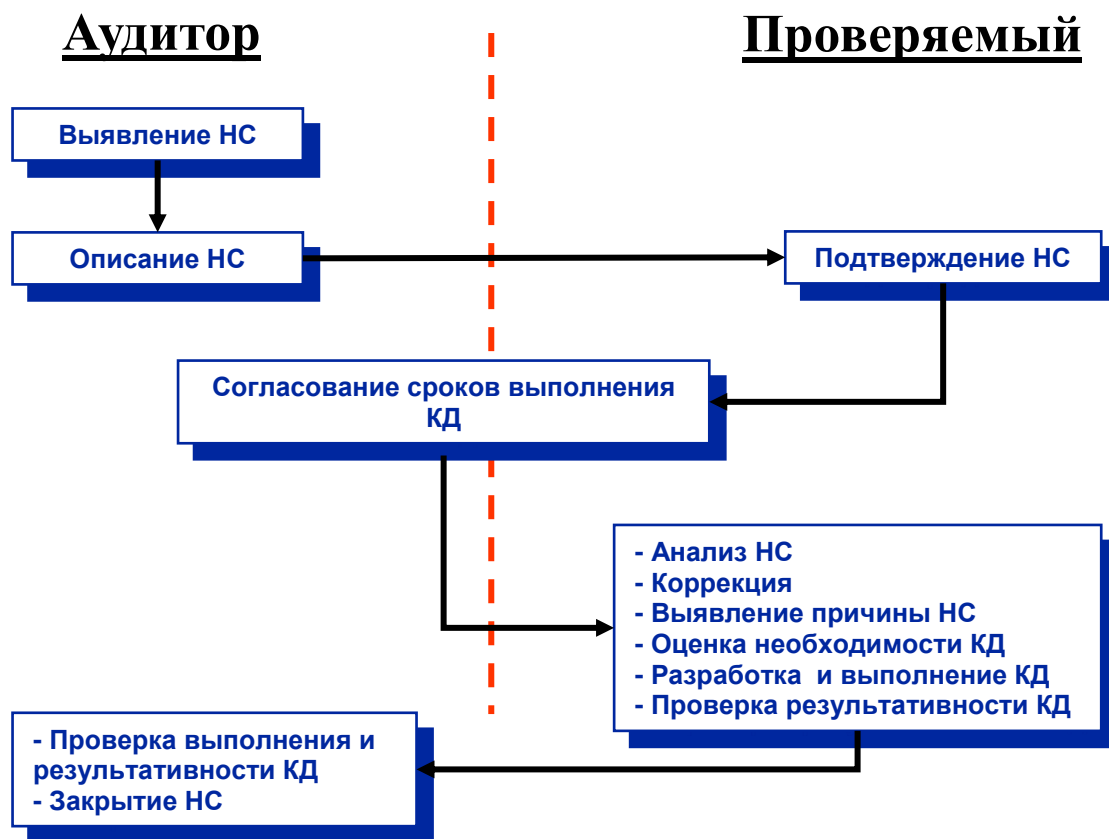 Аудитор
Проверяемый
Выявление НС
Описание НС
Подтверждение НС
Согласование сроков выполнения
КД
- Анализ НС
- Коррекция
- Выявление причины НС
- Оценка необходимости КД
- Разработка и выполнение КД
- Проверка результативности КД
- Проверка выполнения и
результативности КД
- Закрытие НС